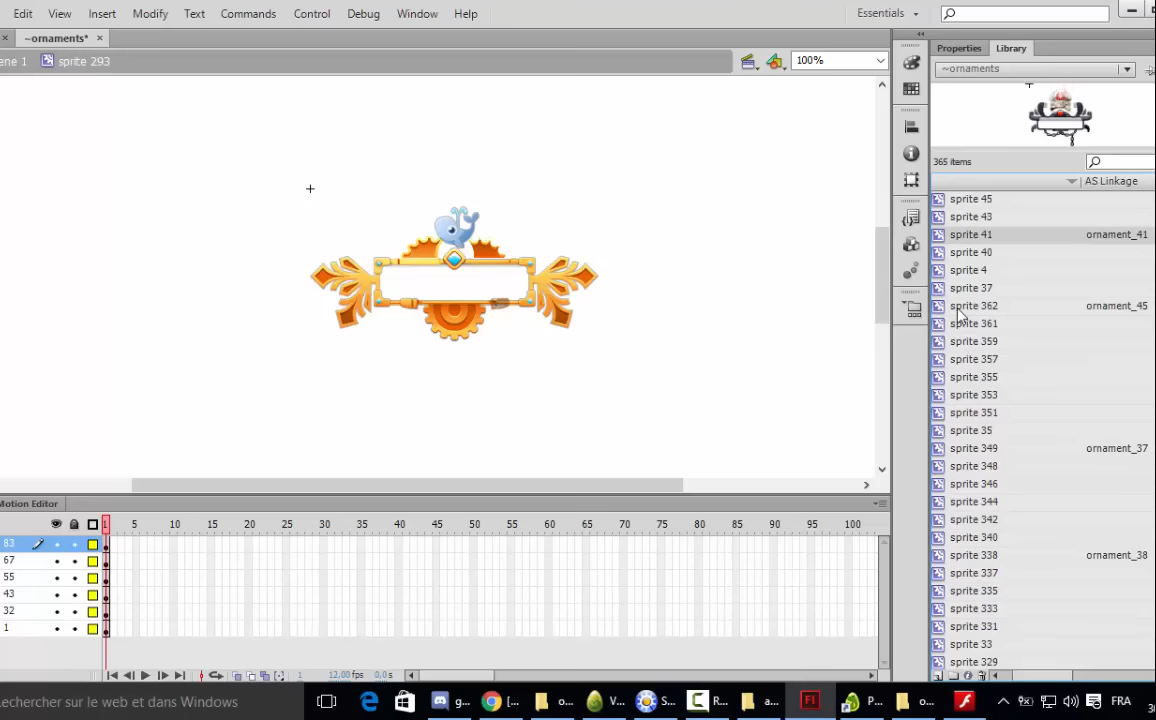 Edit View Insert Modify Text Commands Control Debug Window Help Essentials
~ornaments* Properties Library
ene 1 sprite 293 100% ~ornaments
365 items
AS Linkage
sprite 45
sprite 43
sprite 41 ornament_41
sprite 40
sprite 4
sprite 37
sprite 362 ornament_45
sprite 361
sprite 359
sprite 357
sprite 355
sprite 353
sprite 351
sprite 35
sprite 349 ornament_37
sprite 348
sprite 346
sprite 344
sprite 342
sprite 340
sprite 338 ornament_38
sprite 337
sprite 335
sprite 333
sprite 331
sprite 33
sprite 329
Motion Editor
1 5 10 15 20 25 30 35 40 45 50 55 60 65 70 75 80 85 90 95 100
83
67
55
43
32
1
1 12,00 fps 0,0 s
echercher sur le web et dans Windows g... [... o... V... S... R... a... Fl P... o... FRA